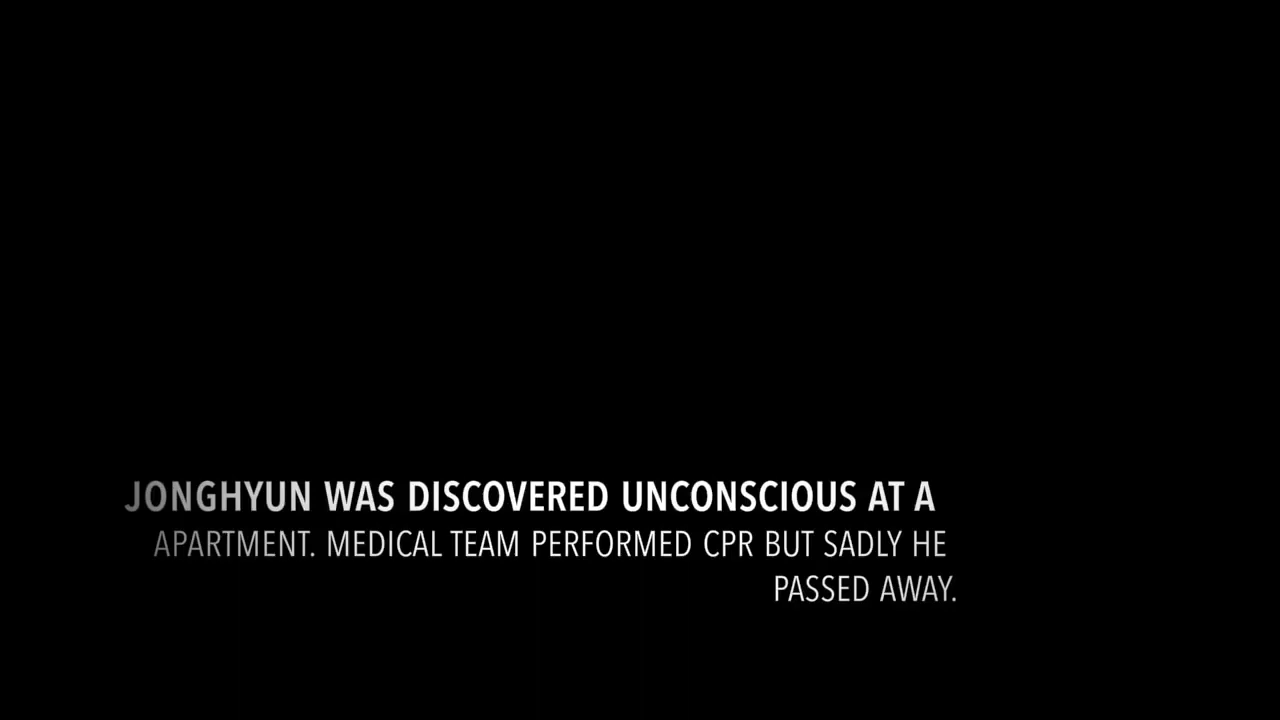 JONGHYUN WAS DISCOVERED UNCONSCIOUS AT A
APARTMENT. MEDICAL TEAM PERFORMED CPR BUT SADLY HE
PASSED AWAY.